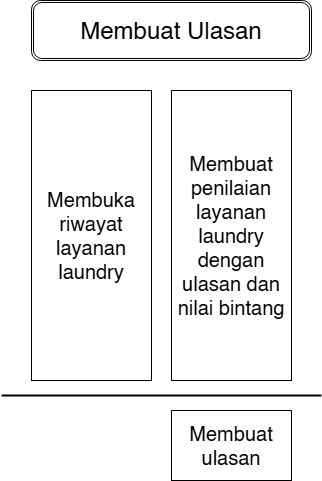 Membuat Ulasan
Membuka
riwayat
layanan
laundry
Membuat
penilaian
layanan
laundry
dengan
ulasan dan
nilai bintang
Membuat
ulasan